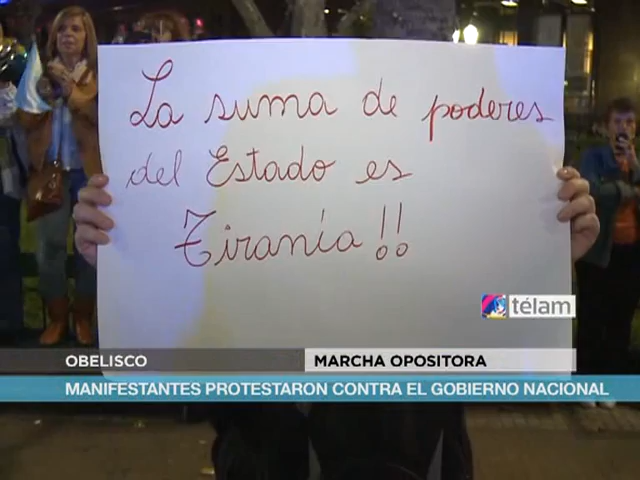 La suma de poderes
del Estado es
Tiranía!!
télam
OBELISCO
MARCHA OPOSITORA
MANIFESTANTES PROTESTARON CONTRA EL GOBIERNO NACIONAL